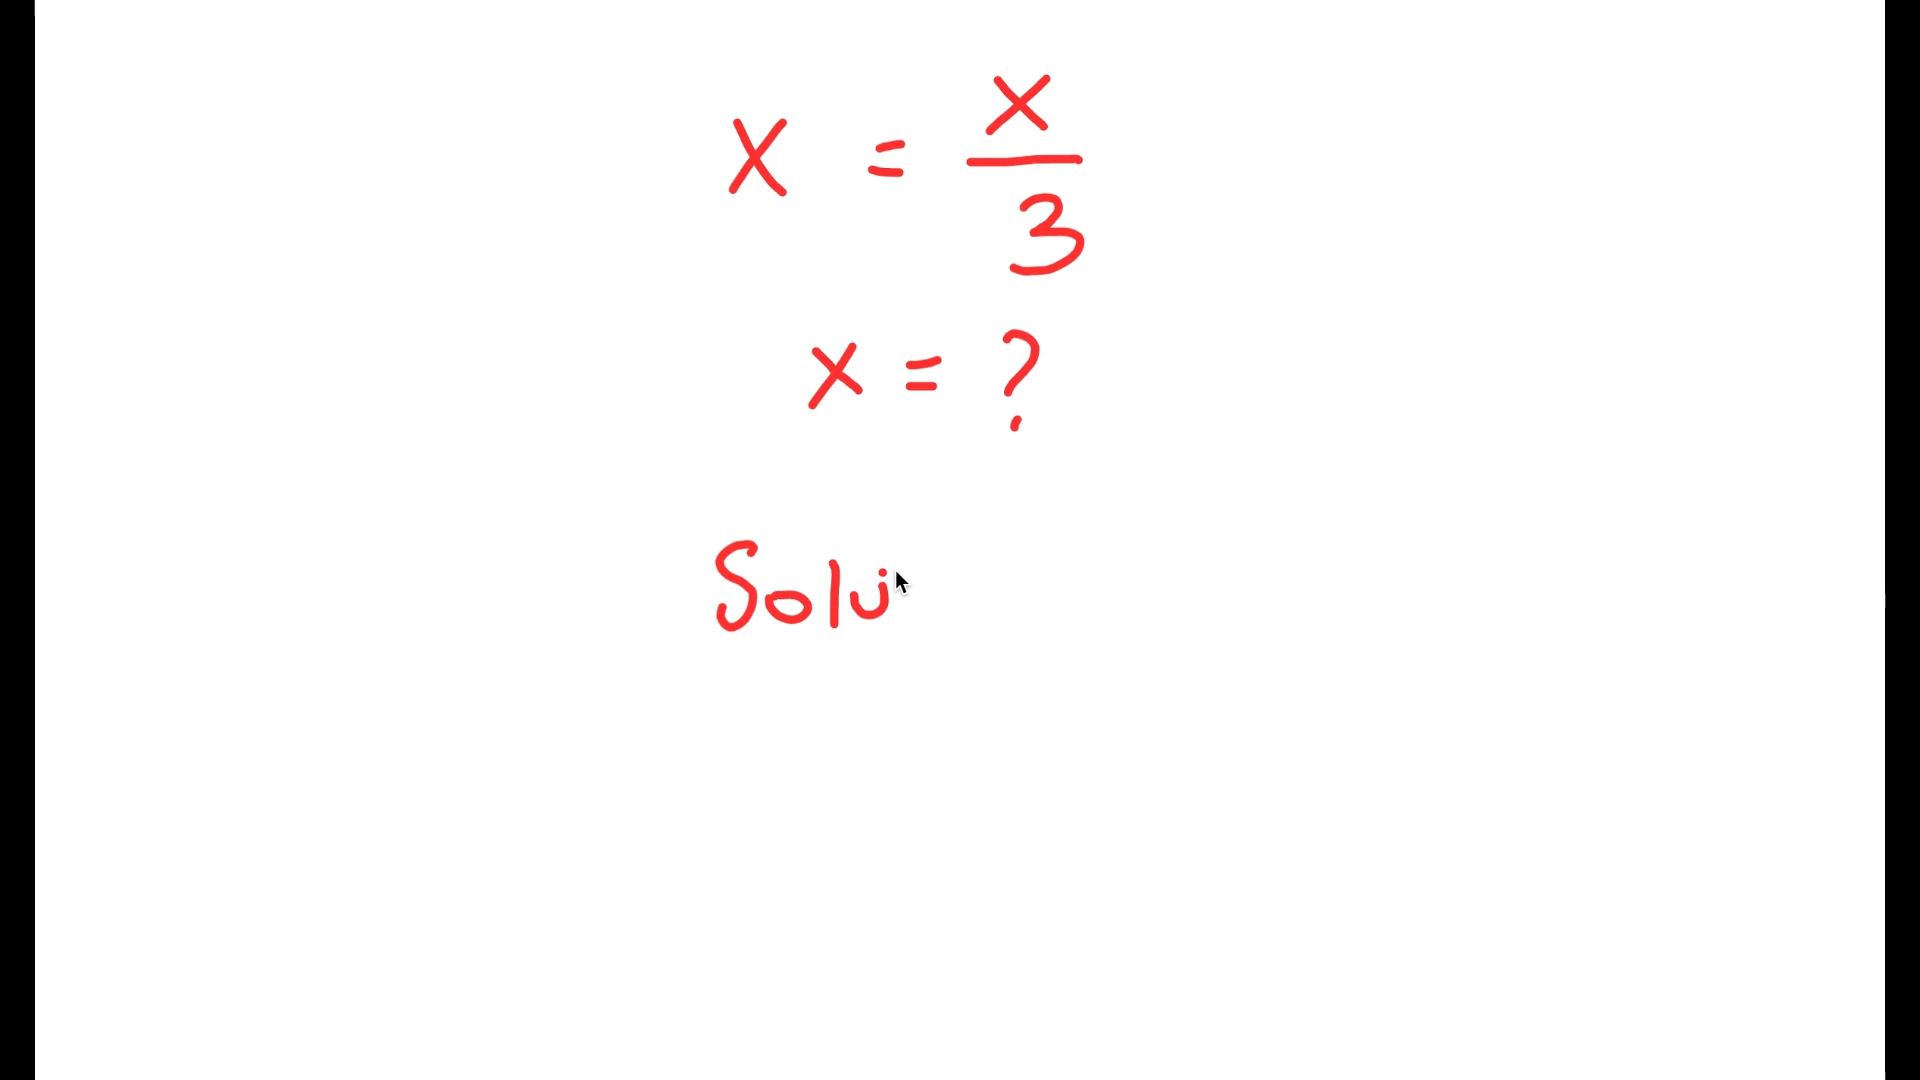 X = x/3
x = ?
Solu